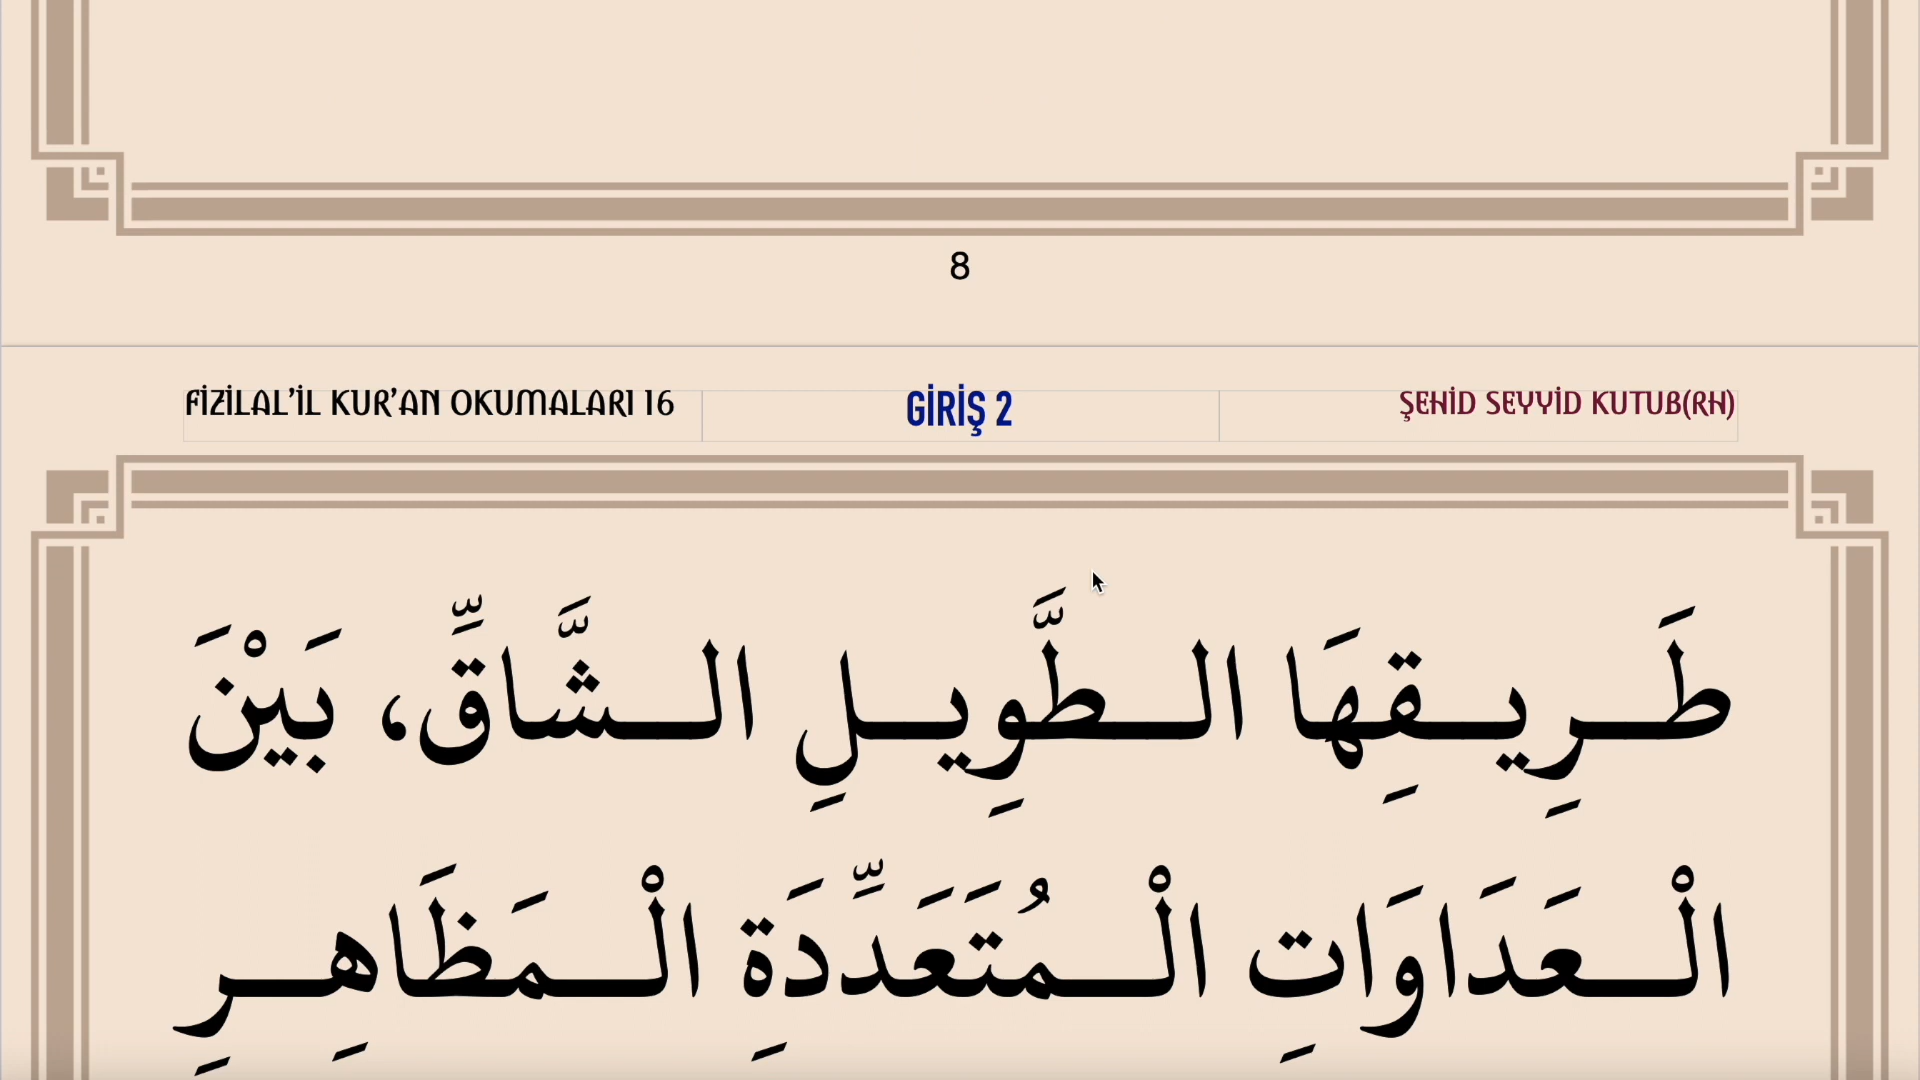 8
FİZİLAL’İL KUR’AN OKUMALARI 16 GİRİŞ 2 ŞEHİD SEYYİD KUTUB(RH)
طَرِيقِهَا الطَّوِيلِ الشَّاقِّ، بَيْنَ
الْعَدَاوَاتِ الْمُتَعَدِّدَةِ الْمَظَاهِرِ